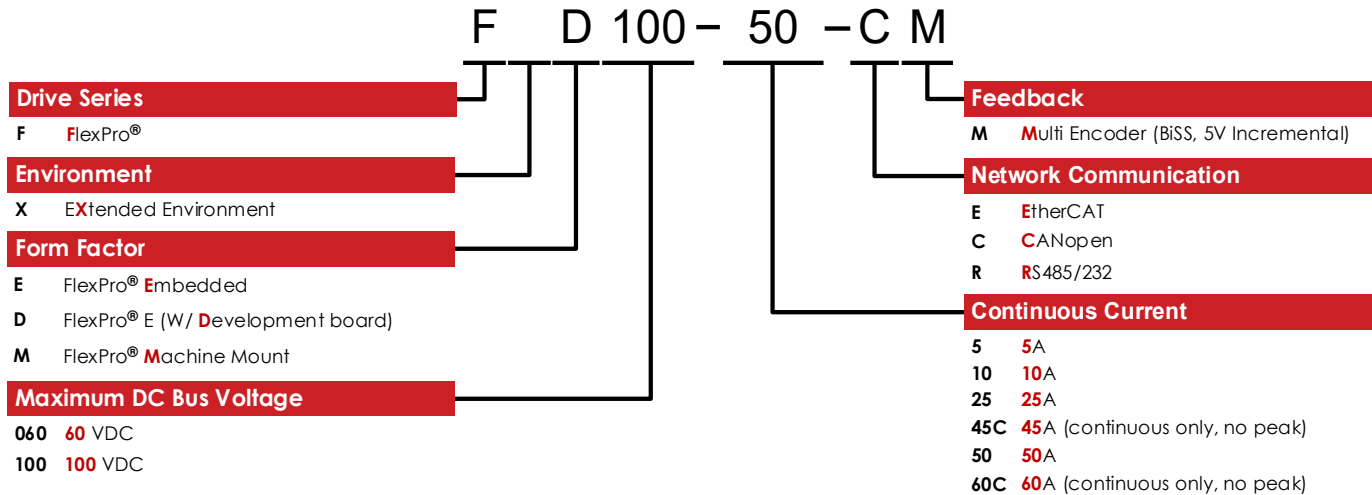 F D 100 – 50 – C M
Drive Series
F FlexPro®
Environment
X EXtended Environment
Form Factor
E FlexPro® Embedded
D FlexPro® E (W/ Development board)
M FlexPro® Machine Mount
Maximum DC Bus Voltage
060 60 VDC
100 100 VDC
Feedback
M Multi Encoder (BiSS, 5V Incremental)
Network Communication
E EtherCAT
C CANopen
R RS485/232
Continuous Current
5 5A
10 10A
25 25A
45C 45A (continuous only, no peak)
50 50A
60C 60A (continuous only, no peak)